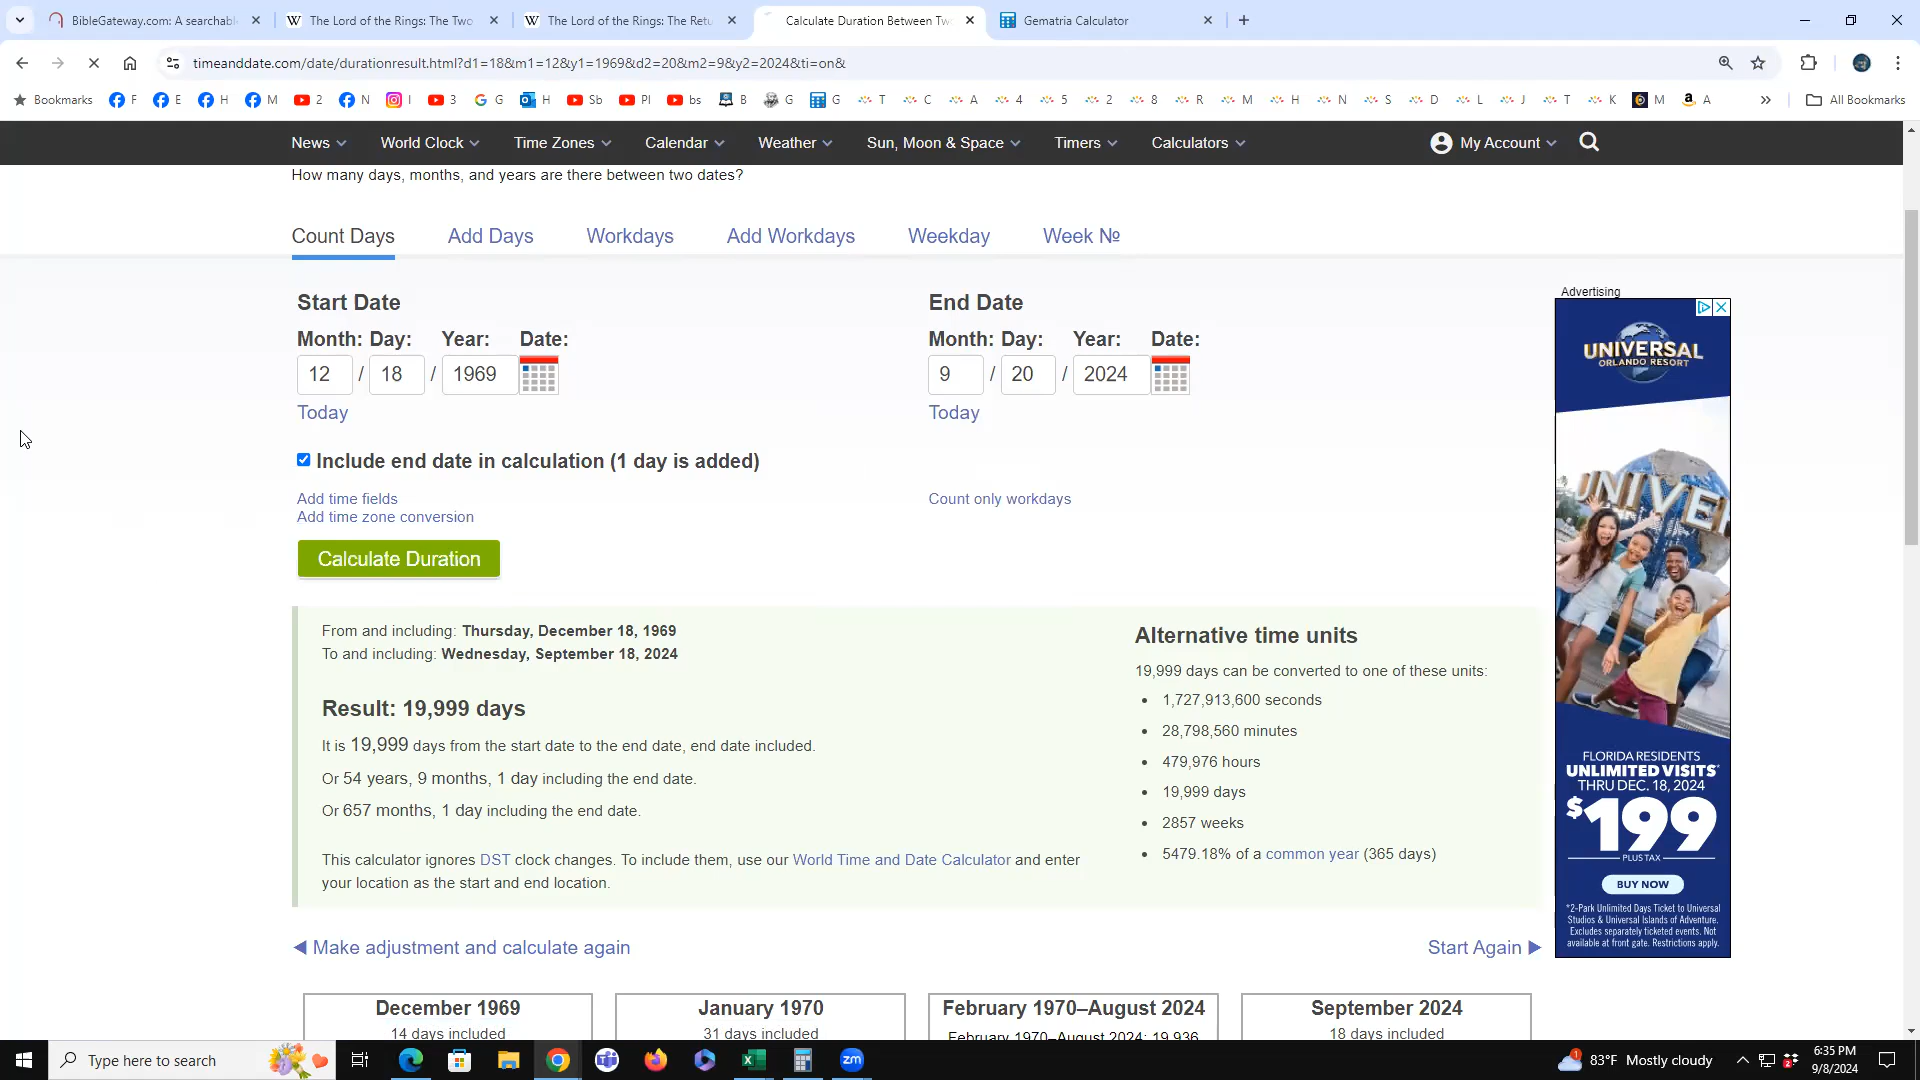 BibleGateway.com: A searchabl
The Lord of the Rings: The Two
The Lord of the Rings: The Retu
Calculate Duration Between Tw
Gematria Calculator
timeanddate.com/date/durationresult.html?d1=18&m1=12&y1=1969&d2=20&m2=9&y2=2024&ti=on&
Bookmarks F E H M 2 N I 3 G H Sb Pl bs B G G T C A 4 5 2 8 R M H N S D L J T K M A » All Bookmarks
News World Clock Time Zones Calendar Weather Sun, Moon & Space Timers Calculators My Account
How many days, months, and years are there between two dates?
Count Days Add Days Workdays Add Workdays Weekday Week №
Start Date
Month: Day: Year: Date:
12 / 18 / 1969
Today
End Date
Month: Day: Year: Date:
9 / 20 / 2024
Today
Include end date in calculation (1 day is added)
Add time fields
Add time zone conversion
Count only workdays
Calculate Duration
From and including: Thursday, December 18, 1969
To and including: Wednesday, September 18, 2024
Result: 19,999 days
It is 19,999 days from the start date to the end date, end date included.
Or 54 years, 9 months, 1 day including the end date.
Or 657 months, 1 day including the end date.
This calculator ignores DST clock changes. To include them, use our World Time and Date Calculator and enter
your location as the start and end location.
Alternative time units
19,999 days can be converted to one of these units:
• 1,727,913,600 seconds
• 28,798,560 minutes
• 479,976 hours
• 19,999 days
• 2857 weeks
• 5479.18% of a common year (365 days)
Make adjustment and calculate again
Start Again
December 1969
14 days included
January 1970
31 days included
February 1970–August 2024
February 1970–August 2024: 19,936
September 2024
18 days included
Advertising
UNIVERSAL
ORLANDO RESORT
UNIVER
FLORIDA RESIDENTS
UNLIMITED VISITS*
THRU DEC. 18, 2024
$199
PLUS TAX
BUY NOW
*2-Park Unlimited Days Ticket to Universal
Studios & Universal Islands of Adventure.
Excludes separately ticketed events. Not
available at front gate. Restrictions apply.
Type here to search
zm
1
83°F Mostly cloudy
2
6:35 PM
9/8/2024